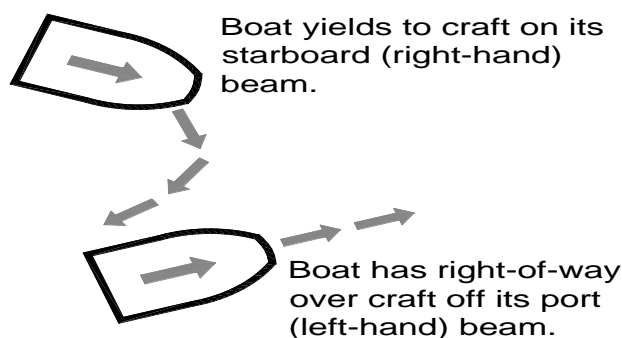 Boat yields to craft on its
starboard (right-hand)
beam.
Boat has right-of-way
over craft off its port
(left-hand) beam.